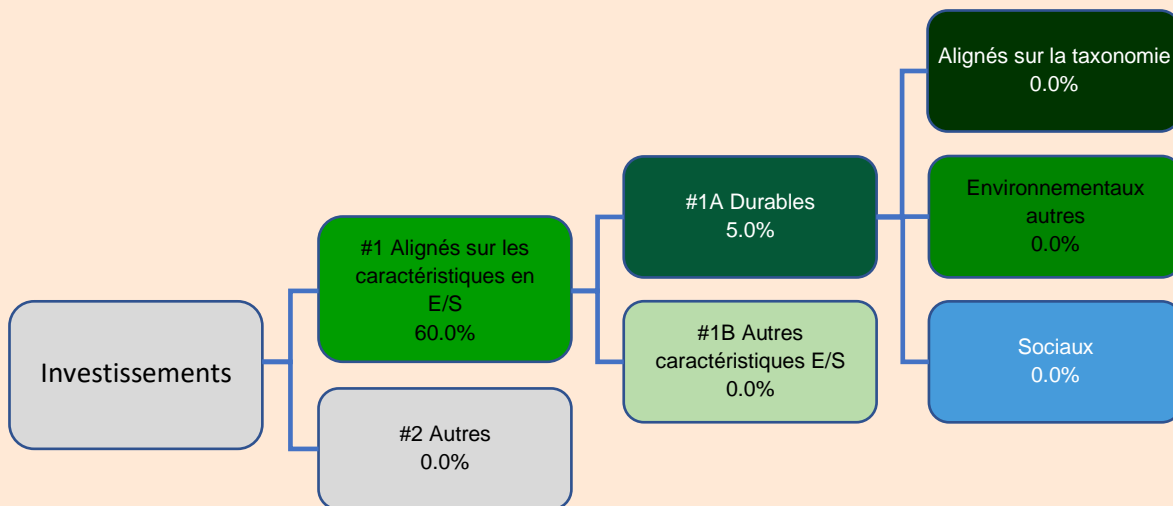 Investissements
#1 Alignés sur les
caractéristiques en
E/S
60.0%
#2 Autres
0.0%
#1A Durables
5.0%
#1B Autres
caractéristiques E/S
0.0%
Alignés sur la taxonomie
0.0%
Environnementaux
autres
0.0%
Sociaux
0.0%